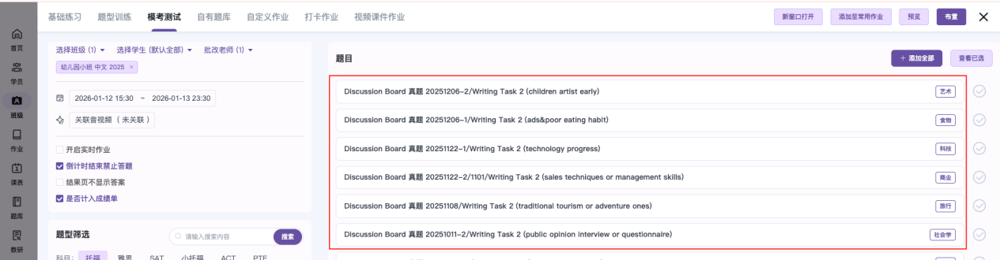 基础练习 题型训练 模考测试 自有题库 自定义作业 打卡作业 视频课件作业 新窗口打开 添加至常用作业 预览 布置
首页
学员
班级
作业
课表
题库
教研
选择班级 (1) 选择学生 (默认全部) 批改老师 (1)
幼儿园小班 中文 2025 ×
2026-01-12 15:30 ~ 2026-01-13 23:30
关联音视频 ( 未关联 )
开启实时作业
倒计时结束禁止答题
结果页不显示答案
是否计入成绩单
题型筛选 请输入搜索内容 搜索
科目: 托福 雅思 SAT 小托福 ACT PTE
题目 + 添加全部 查看已选
Discussion Board 真题 20251206-2/Writing Task 2 (children artist early) 艺术
Discussion Board 真题 20251206-1/Writing Task 2 (ads&poor eating habit) 食物
Discussion Board 真题 20251122-1/Writing Task 2 (technology progress) 科技
Discussion Board 真题 20251122-2/1101/Writing Task 2 (sales techniques or management skills) 商业
Discussion Board 真题 20251108/Writing Task 2 (traditional tourism or adventure ones) 旅行
Discussion Board 真题 20251011-2/Writing Task 2 (public opinion interview or questionnaire) 社会学